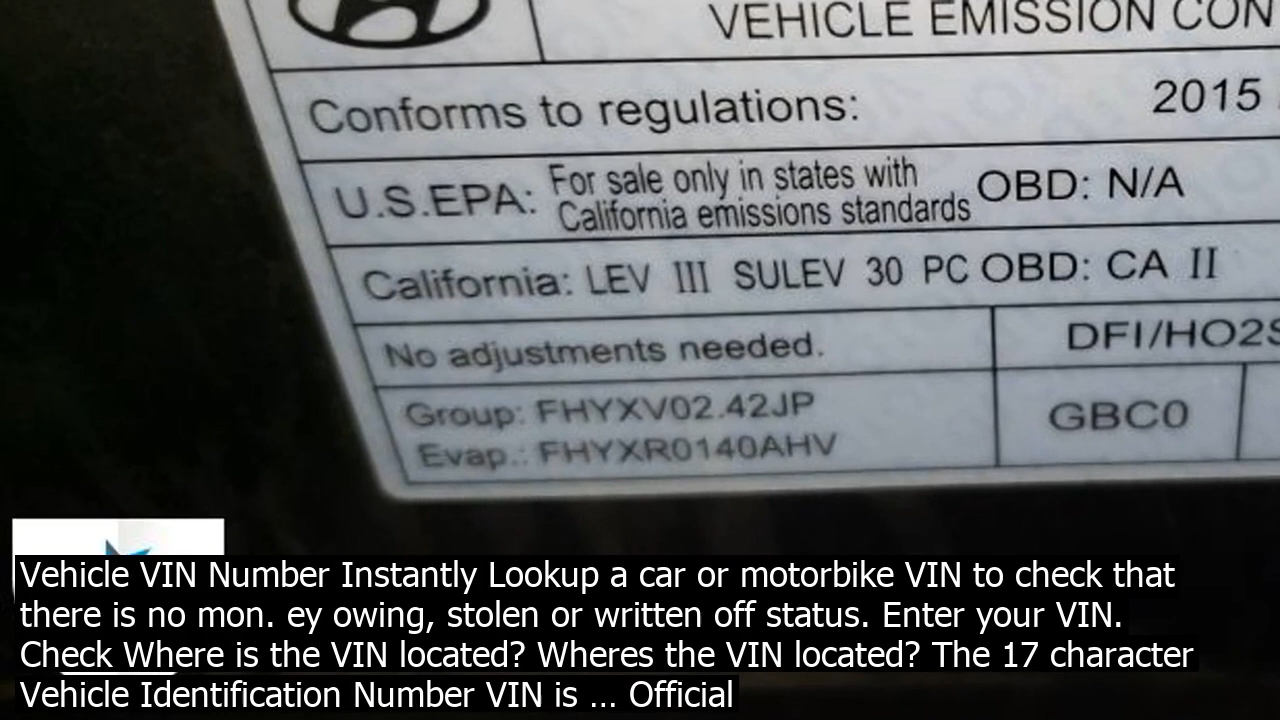 VEHICLE EMISSION CON
Conforms to regulations: 2015
U.S.EPA: For sale only in states with
California emissions standards OBD: N/A
California: LEV III SULEV 30 PC OBD: CA II
No adjustments needed. DFI/HO2S
Group: FHYXV02.42JP GBC0
Evap.: FHYXR0140AHV
Vehicle VIN Number Instantly Lookup a car or motorbike VIN to check that
there is no mon. ey owing, stolen or written off status. Enter your VIN.
Check Where is the VIN located? Wheres the VIN located? The 17 character
Vehicle Identification Number VIN is ... Official